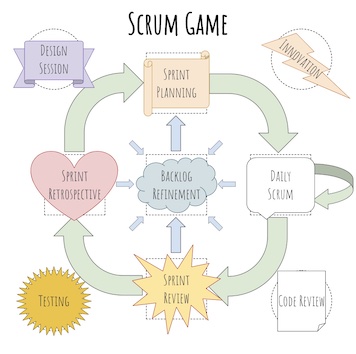 SCRUM GAME
DESIGN
SESSION
SPRINT
PLANNING
INNOVATION
SPRINT
RETROSPECTIVE
BACKLOG
REFINEMENT
DAILY
SCRUM
TESTING
SPRINT
REVIEW
CODE REVIEW